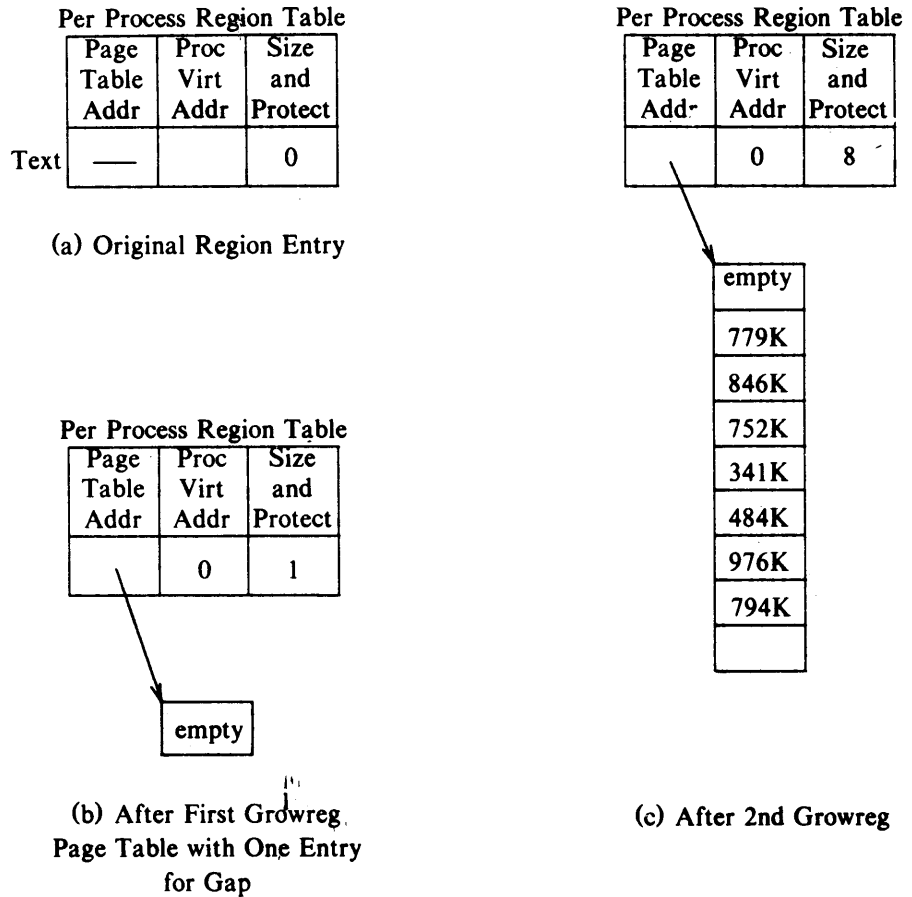 Per Process Region Table
Page Proc Size
Table Virt and
Addr Addr Protect
Text — 0
(a) Original Region Entry
Per Process Region Table
Page Proc Size
Table Virt and
Addr Addr Protect
0 1
empty
(b) After First Growreg
Page Table with One Entry
for Gap
Per Process Region Table
Page Proc Size
Table Virt and
Addr Addr Protect
0 8
empty
779K
846K
752K
341K
484K
976K
794K
(c) After 2nd Growreg